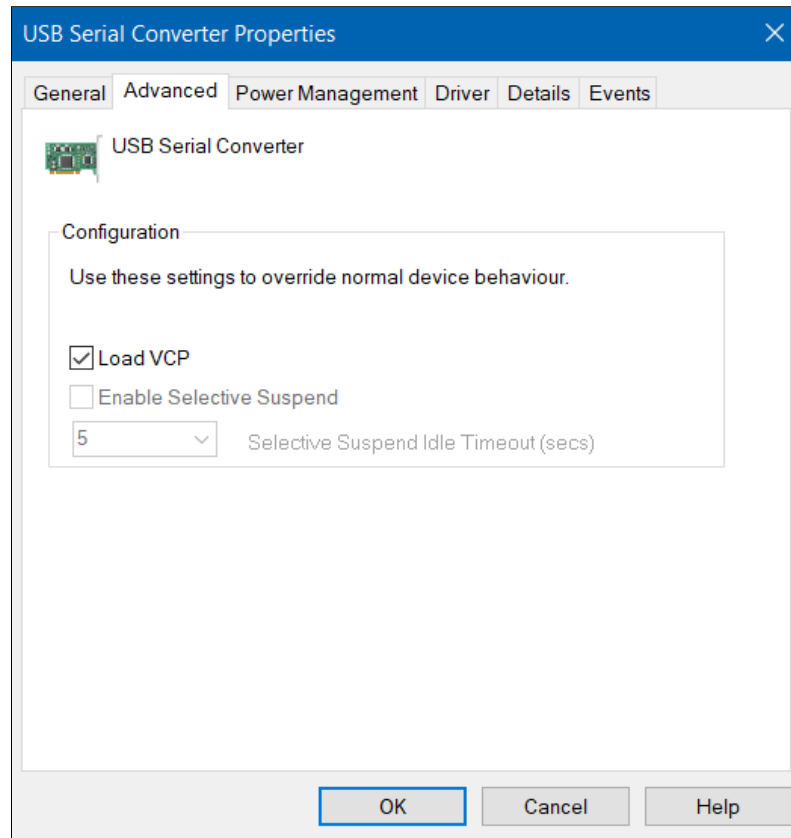 USB Serial Converter Properties
General Advanced Power Management Driver Details Events
USB Serial Converter
Configuration
Use these settings to override normal device behaviour.
Load VCP
Enable Selective Suspend
5 Selective Suspend Idle Timeout (secs)
OK Cancel Help